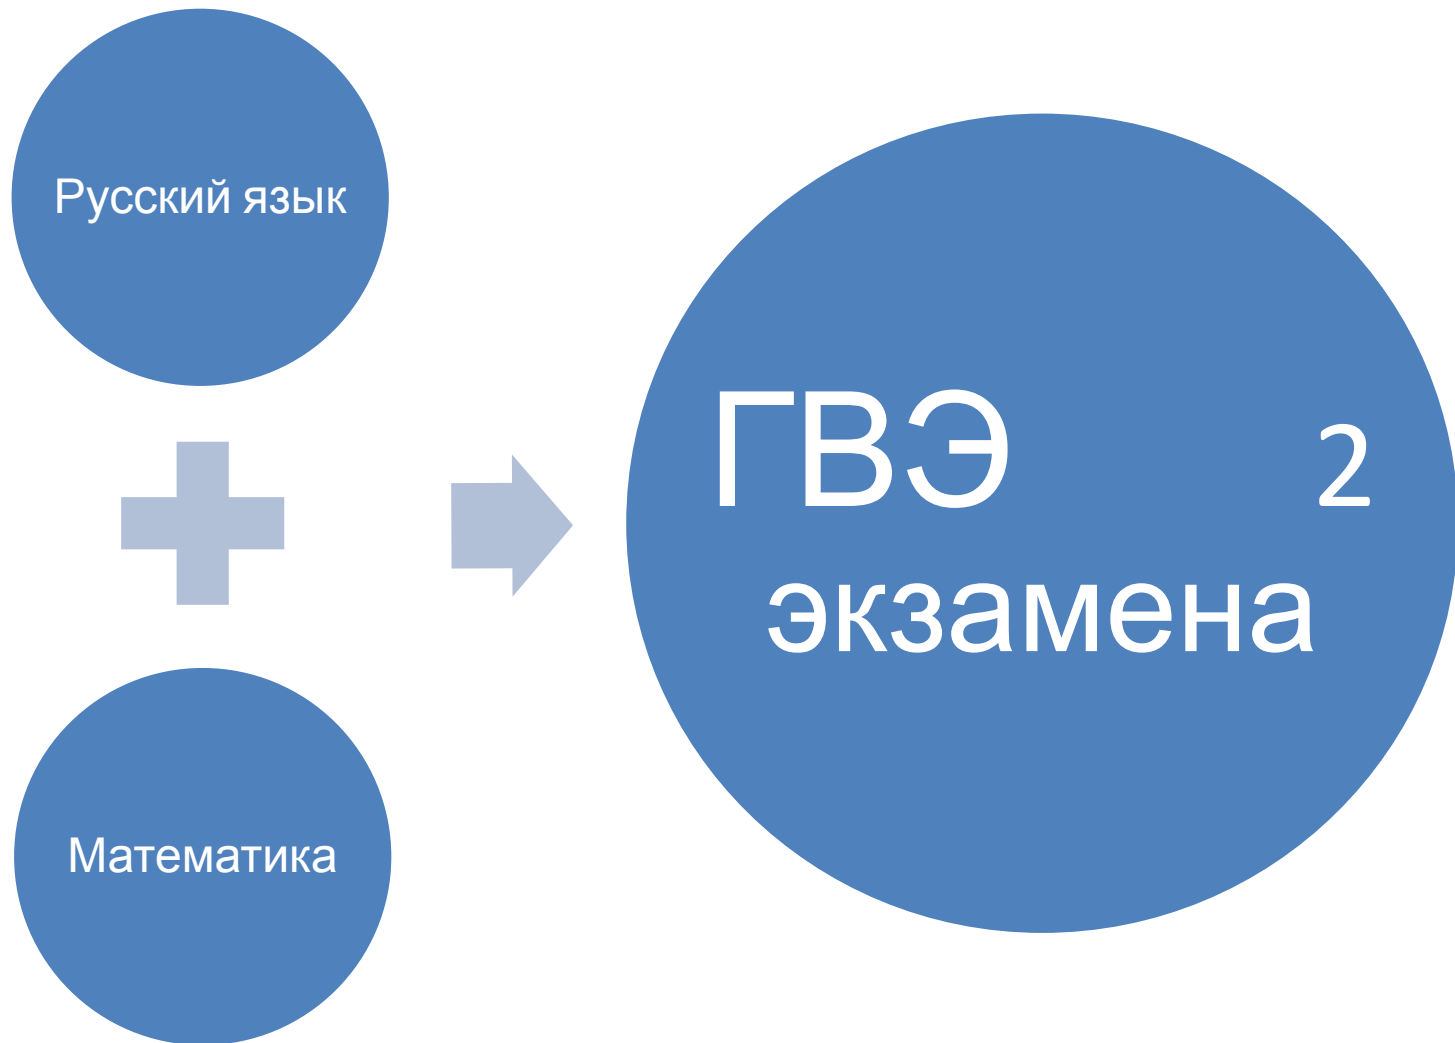 Русский язык
Математика
ГВЭ 2
экзамена